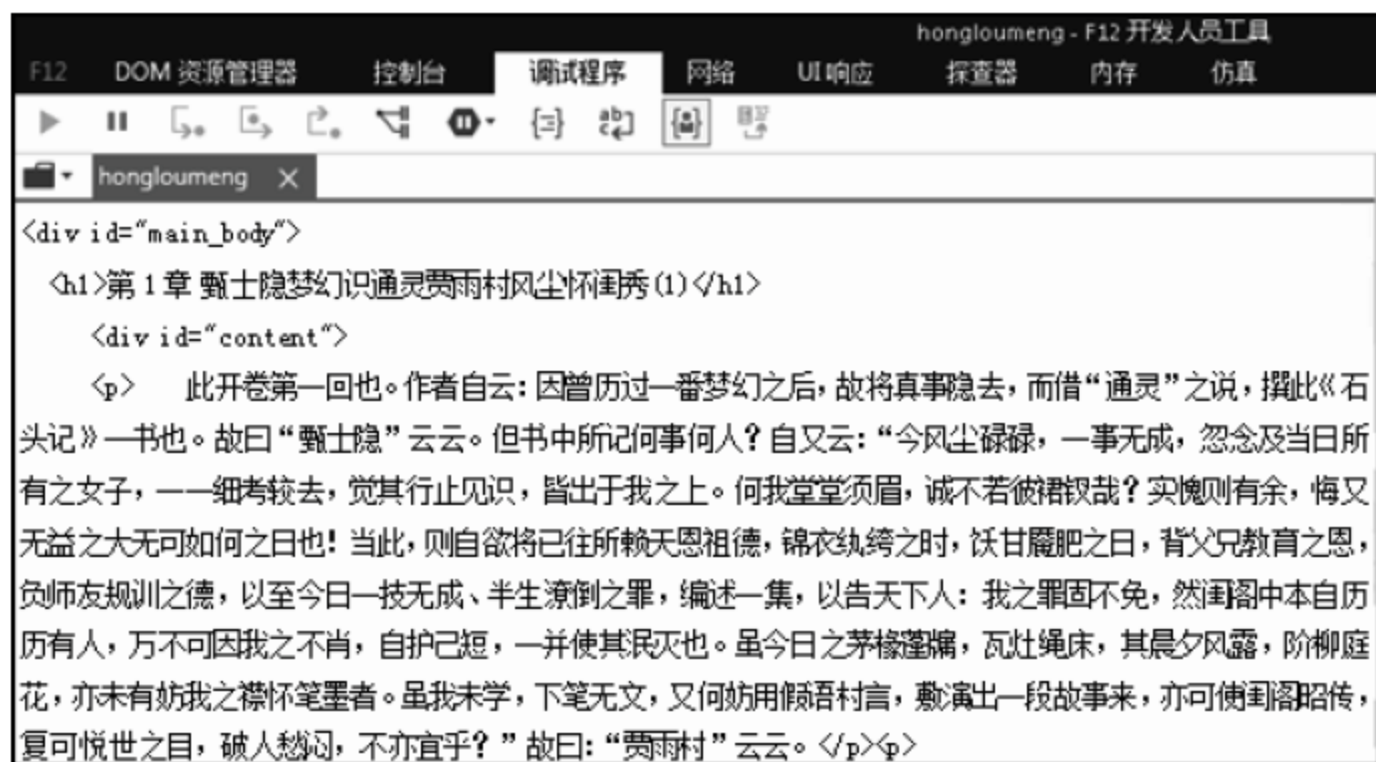 hongloumeng - F12 开发人员工具
F12 DOM 资源管理器 控制台 调试程序 网络 UI 响应 探查器 内存 仿真
hongloumeng ×
<div id="main_body">
<h1>第 1 章 甄士隐梦幻识通灵贾雨村风尘怀闺秀(1)</h1>
<div id="content">
<p> 此开卷第一回也。作者自云：因曾历过一番梦幻之后，故将真事隐去，而借“通灵”之说，撰此《石
头记》一书也。故曰“甄士隐”云云。但书中所记何事何人？自又云：“今风尘碌碌，一事无成，忽念及当日所
有之女子，一一细考较去，觉其行止见识，皆出于我之上。何我堂堂须眉，诚不若彼裙钗哉？实愧则有余，悔又
无益之大无可如何之日也！当此，则自欲将已往所赖天恩祖德，锦衣纨绔之时，饫甘餍肥之日，背父兄教育之恩，
负师友规训之德，以至今日一技无成、半生潦倒之罪，编述一集，以告天下人：我之罪固不免，然闺阁中本自历
历有人，万不可因我之不肖，自护己短，一并使其泯灭也。虽今日之茅椽蓬牖，瓦灶绳床，其晨夕风露，阶柳庭
花，亦未有妨我之襟怀笔墨者。虽我未学，下笔无文，又何妨用假语村言，敷演出一段故事来，亦可使闺阁昭传，
复可悦世之目，破人愁闷，不亦宜乎？”故曰：“贾雨村”云云。</p><p>